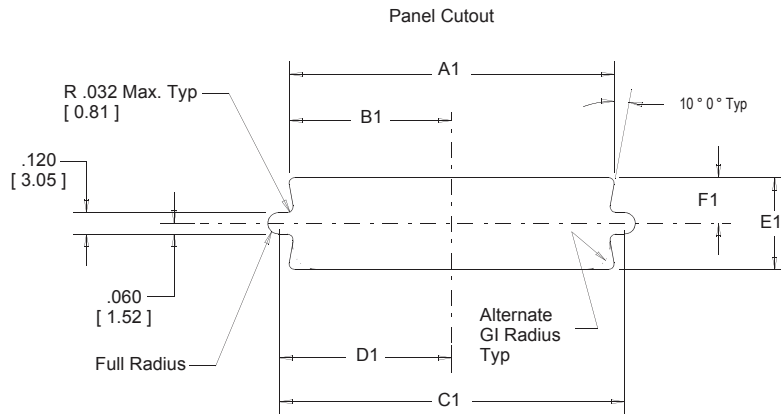 Panel Cutout
A1
R .032 Max. Typ
[ 0.81 ]
10 ° 0 ° Typ
B1
.120
[ 3.05 ]
F1
E1
.060
[ 1.52 ]
Alternate
GI Radius
Typ
Full Radius
D1
C1